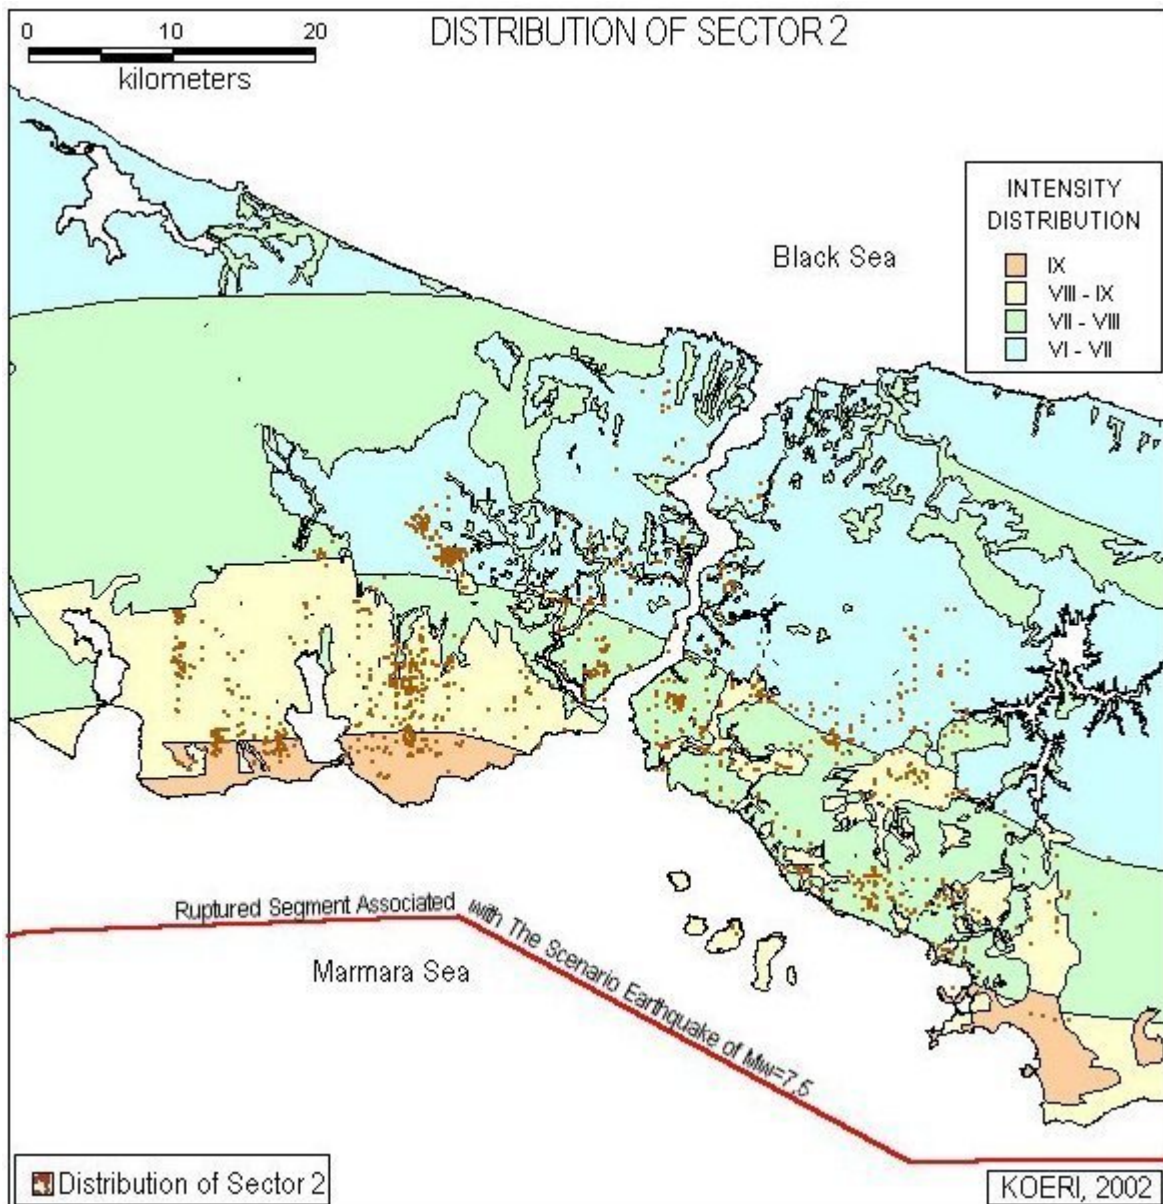 DISTRIBUTION OF SECTOR 2
0 10 20
kilometers
INTENSITY
DISTRIBUTION
IX
VIII - IX
VII - VIII
VI - VII
Black Sea
Ruptured Segment Associated with The Scenario Earthquake of Mw=7,5
Marmara Sea
Distribution of Sector 2
KOERI, 2002